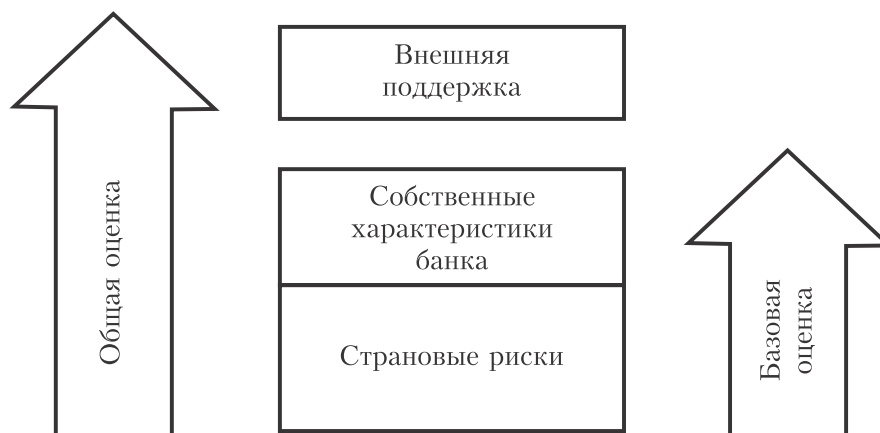 Внешняя
поддержка
Собственные
характеристики
банка
Страновые риски
Общая оценка
Базовая
оценка